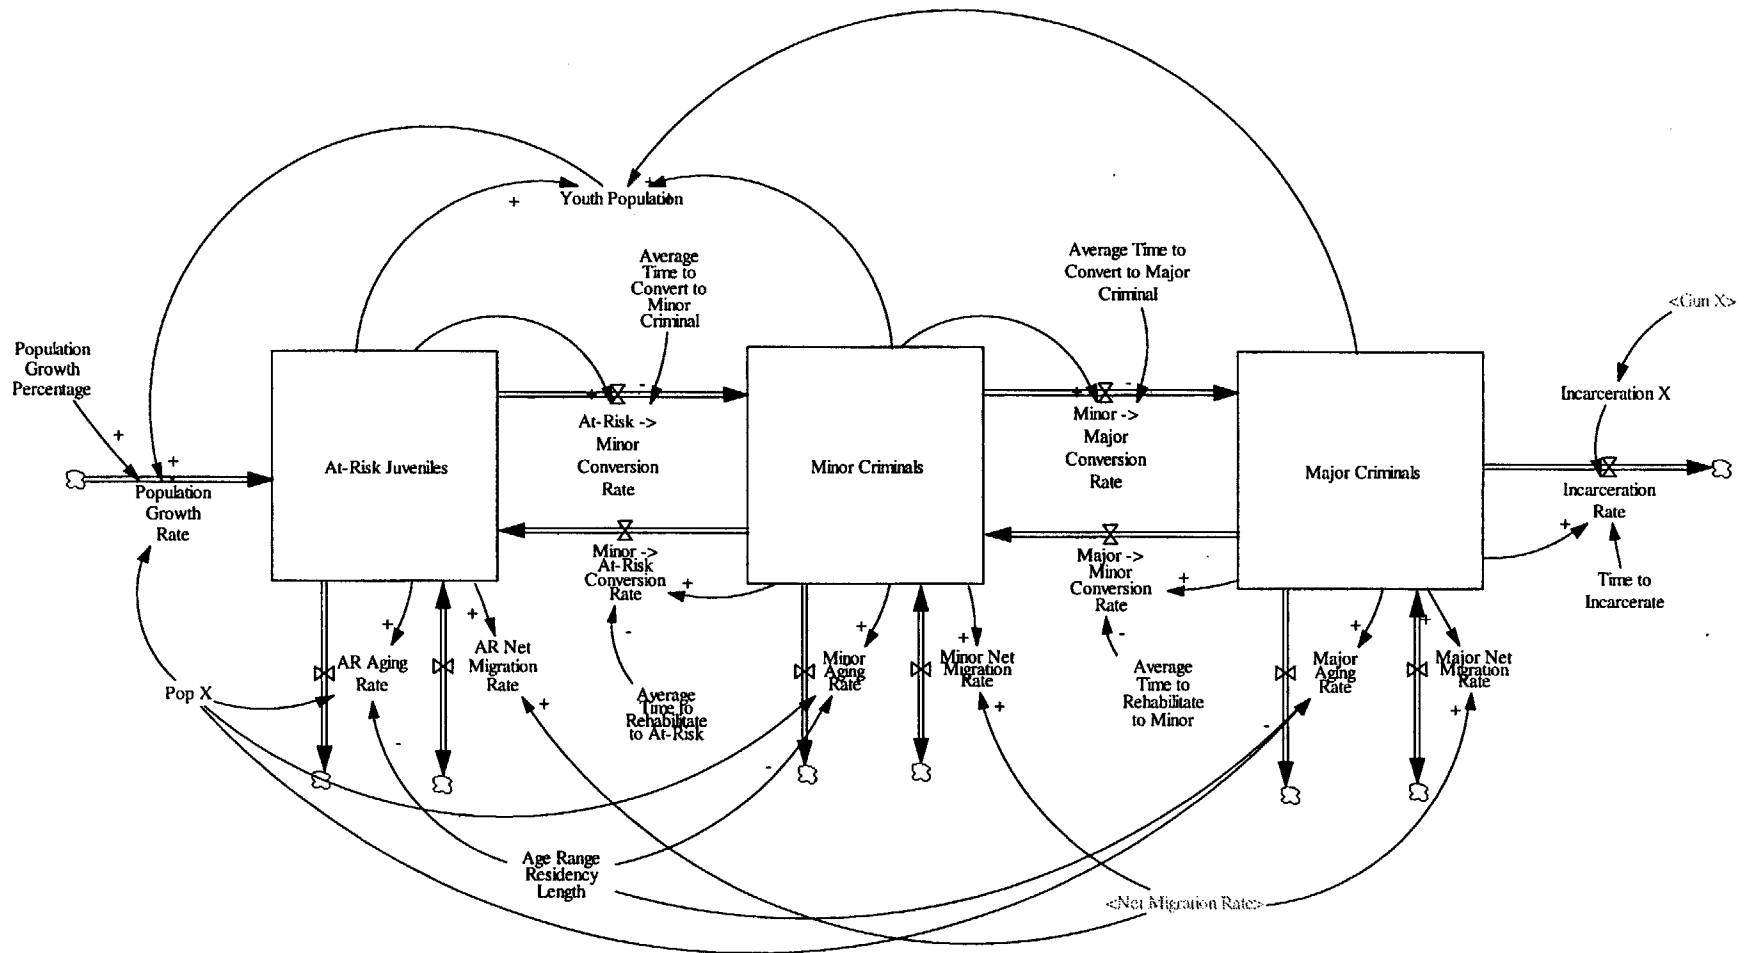 Youth Population
+
+
Average
Time to
Convert to
Minor
Criminal
Average Time to
Convert to Major
Criminal
<Gun X>
Population
Growth
Percentage
+
Incarceration X
+
-
+
-
At-Risk ->
Minor
Conversion
Rate
Minor ->
Major
Conversion
Rate
At-Risk Juveniles
Minor Criminals
Major Criminals
+
Population
Growth
Rate
Incarceration
Rate
+
Minor ->
At-Risk
Conversion
Rate
+
Major ->
Minor
Conversion
Rate
+
Time to
Incarcerate
+
+
-
+
+
-
+
+
AR Aging
Rate
AR Net
Migration
Rate
Minor
Aging
Rate
Minor Net
Migration
Rate
Major
Aging
Rate
Major Net
Migration
Rate
Pop X
+
Average
Time to
Rehabilitate
to At-Risk
+
Average
Time to
Rehabilitate
to Minor
-
+
-
-
Age Range
Residency
Length
<Net Migration Rate>